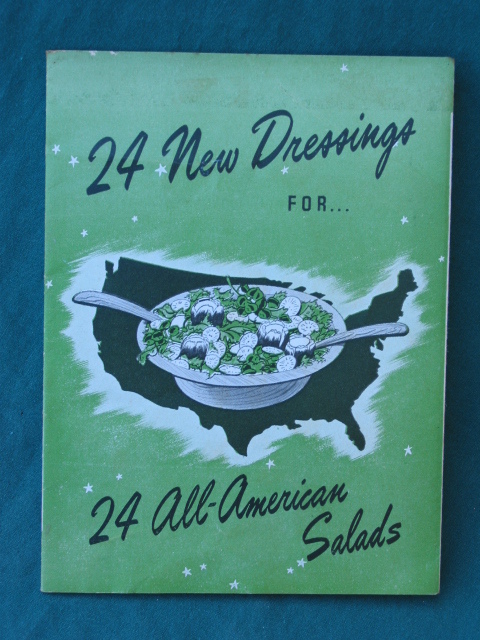 24 New Dressings
FOR...
24 All-American
Salads